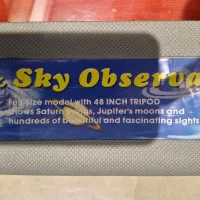 Sky Observa
Full Size model with 48 INCH TRIPOD
shows Saturn's rings, Jupiter's moons and
hundreds of beautiful and fascinating sights